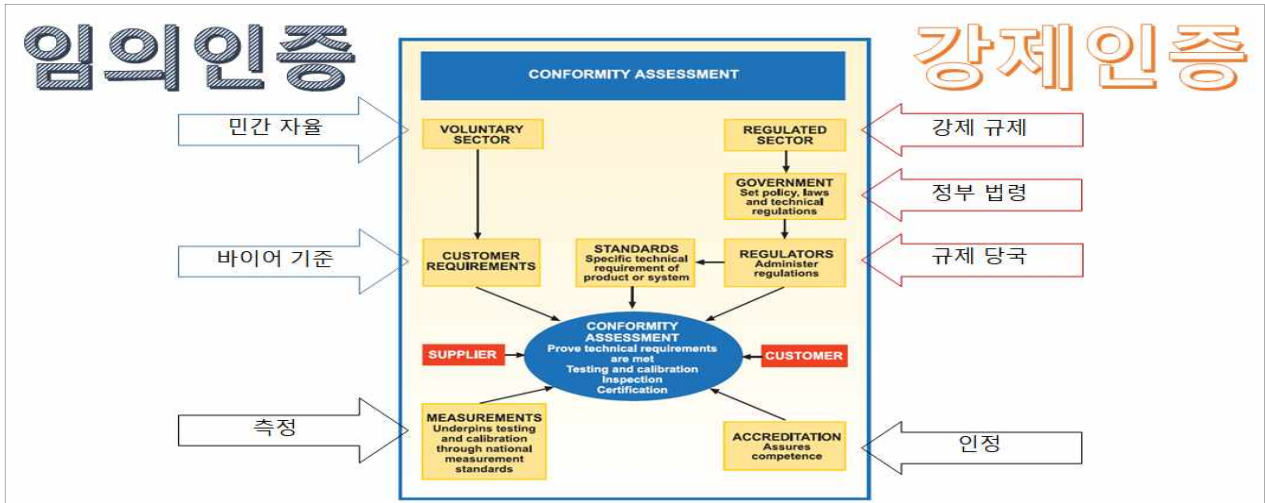 임의인증
강제인증
CONFORMITY ASSESSMENT
민간 자율
VOLUNTARY
SECTOR
REGULATED
SECTOR
강제 규제
GOVERNMENT
Set policy, laws
and technical
regulations
정부 법령
바이어 기준
CUSTOMER
REQUIREMENTS
STANDARDS
Specific technical
requirement of
product or system
REGULATORS
Administer
regulations
규제 당국
CONFORMITY
ASSESSMENT
Prove technical requirements
are met
Testing and calibration
Inspection
Certification
SUPPLIER
CUSTOMER
측정
MEASUREMENTS
Underpins testing
and calibration
through national
measurement
standards
ACCREDITATION
Assures
competence
인정